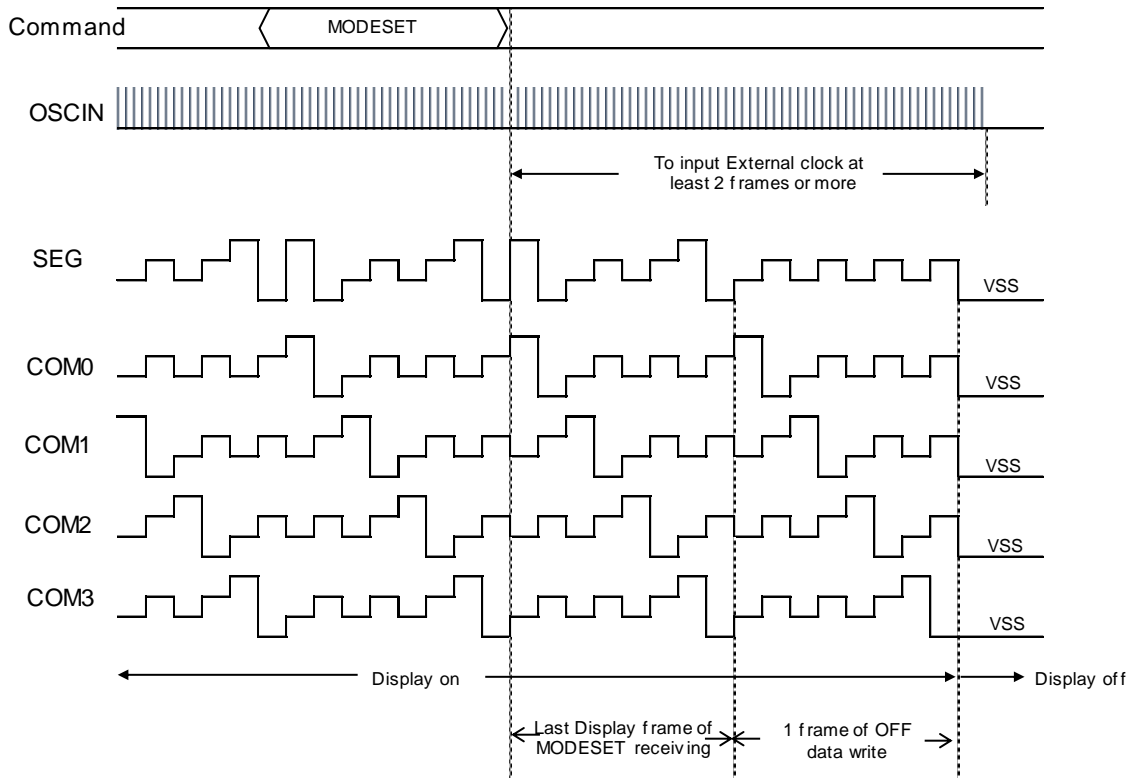 Command
MODESET
OSCIN
To input External clock at
least 2 frames or more
SEG
VSS
COM0
VSS
COM1
VSS
COM2
VSS
COM3
VSS
Display on
Display off
Last Display frame of
MODESET receiving
1 frame of OFF
data write